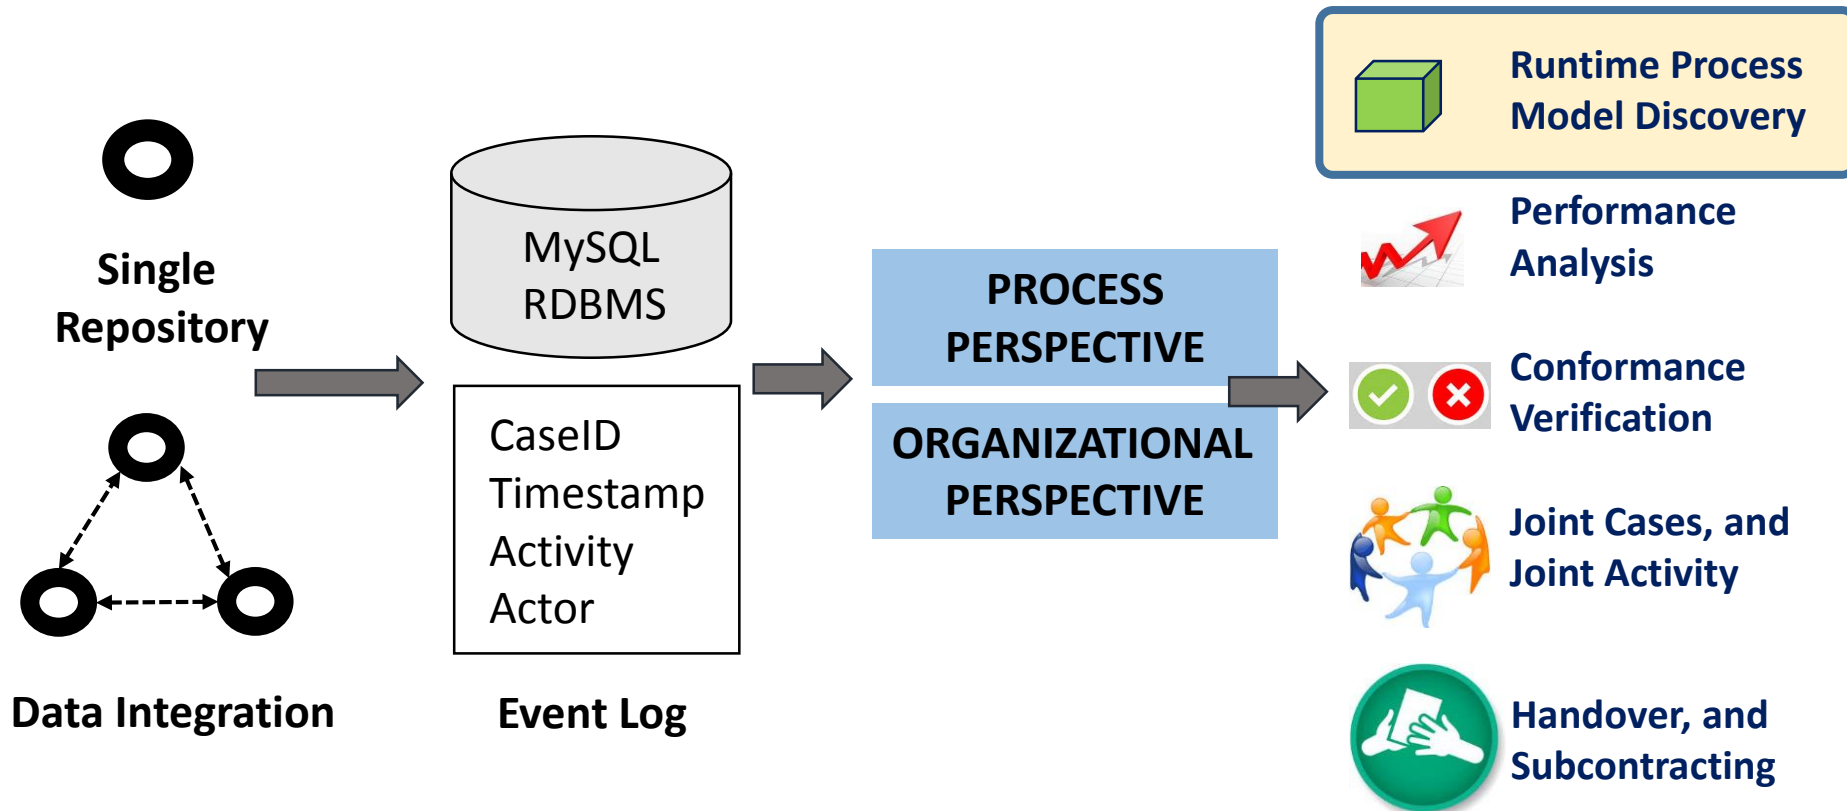 Single
Repository
Data Integration
MySQL
RDBMS
CaseID
Timestamp
Activity
Actor
Event Log
PROCESS
PERSPECTIVE
ORGANIZATIONAL
PERSPECTIVE
Runtime Process
Model Discovery
Performance
Analysis
Conformance
Verification
Joint Cases, and
Joint Activity
Handover, and
Subcontracting